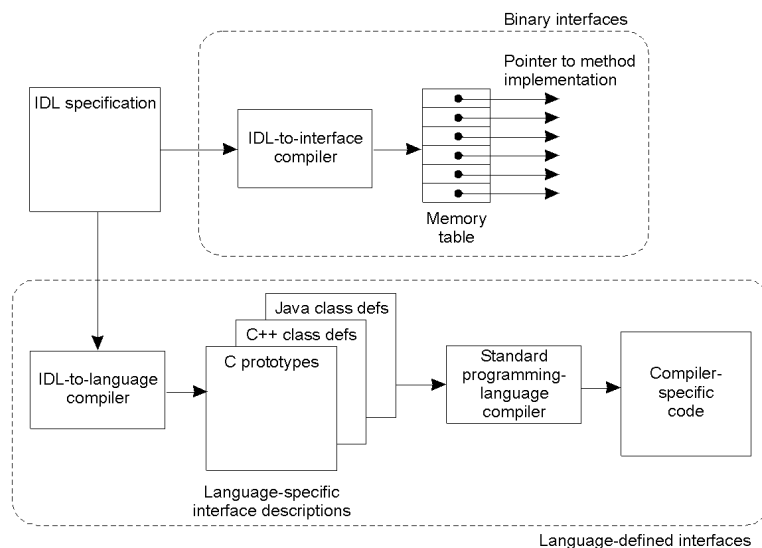 Binary interfaces
Pointer to method
implementation
IDL specification
IDL-to-interface
compiler
Memory
table
Java class defs
C++ class defs
C prototypes
IDL-to-language
compiler
Standard
programming-
language
compiler
Compiler-
specific
code
Language-specific
interface descriptions
Language-defined interfaces